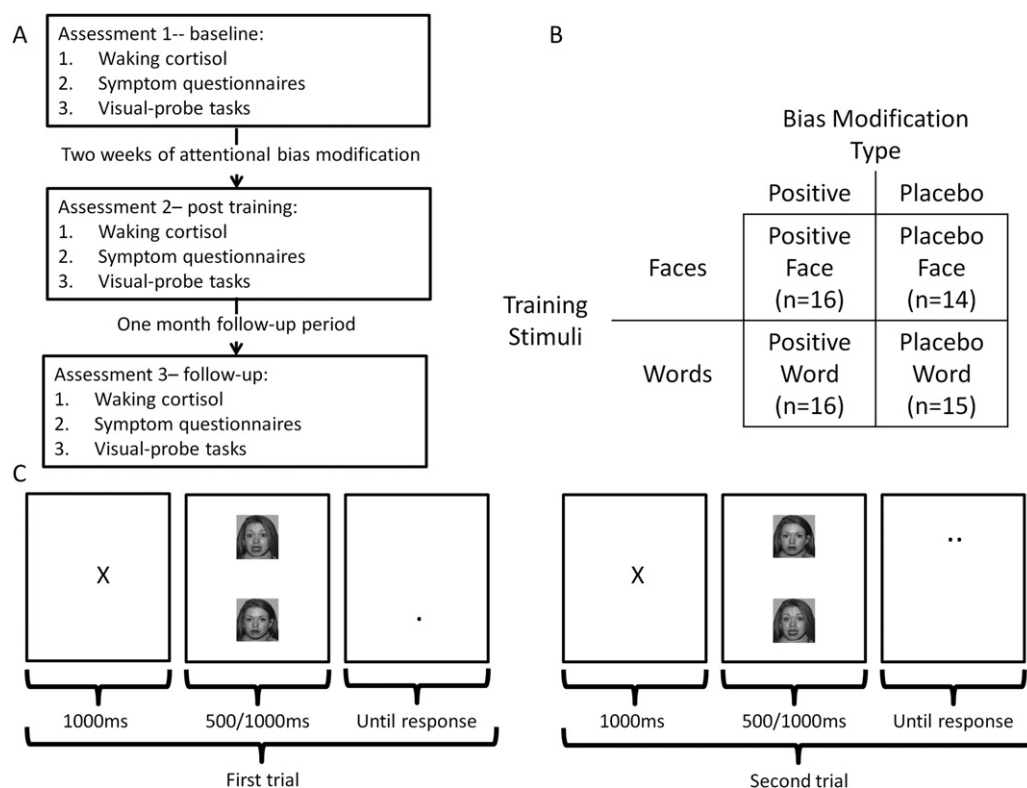 A
Assessment 1-- baseline:
1. Waking cortisol
2. Symptom questionnaires
3. Visual-probe tasks
Two weeks of attentional bias modification
Assessment 2– post training:
1. Waking cortisol
2. Symptom questionnaires
3. Visual-probe tasks
One month follow-up period
Assessment 3– follow-up:
1. Waking cortisol
2. Symptom questionnaires
3. Visual-probe tasks
B
Bias Modification
Type
Positive Placebo
Faces
Positive
Face
(n=16)
Placebo
Face
(n=14)
Training
Stimuli
Words
Positive
Word
(n=16)
Placebo
Word
(n=15)
C
X
.
1000ms 500/1000ms Until response
First trial
X
..
1000ms 500/1000ms Until response
Second trial